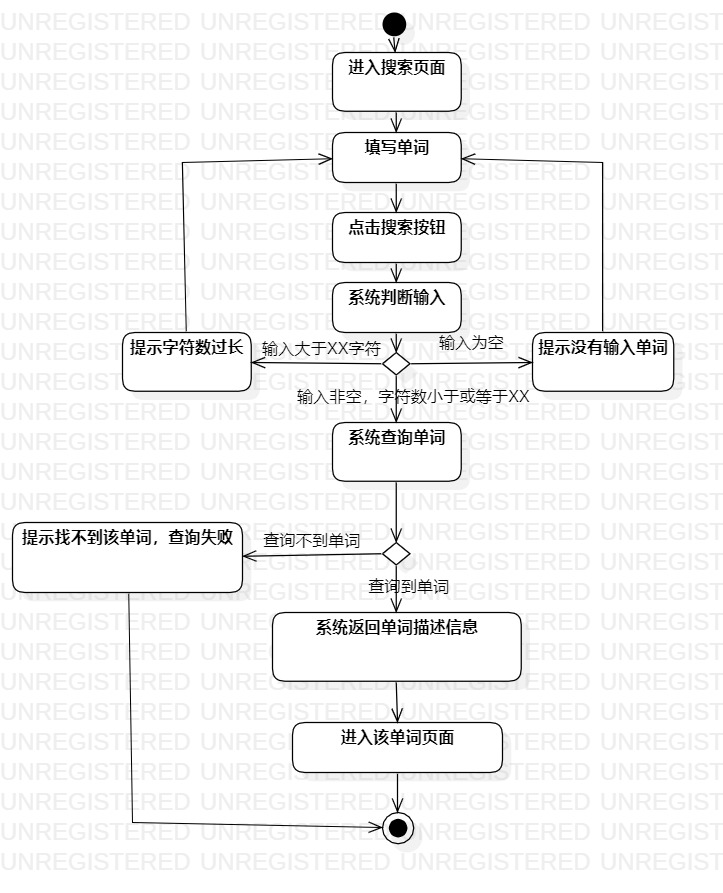 进入搜索页面
填写单词
点击搜索按钮
系统判断输入
提示字符数过长
输入大于XX字符
输入为空
提示没有输入单词
输入非空，字符数小于或等于XX
系统查询单词
提示找不到该单词，查询失败
查询不到单词
查询到单词
系统返回单词描述信息
进入该单词页面
UNREGISTERED UNREGISTERED UNREGISTERED UNREGIST